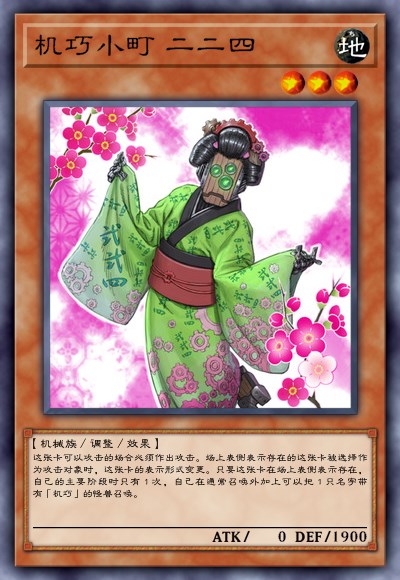 机巧小町 二二四
地
【机械族／调整／效果】
这张卡可以攻击的场合必须作出攻击。场上表侧表示存在的这张卡被选择作
为攻击对象时，这张卡的表示形式变更。只要这张卡在场上表侧表示存在，
自己的主要阶段时只有1次，自己在通常召唤外加上可以把1只名字带
有「机巧」的怪兽召唤。
ATK/ 0 DEF/1900